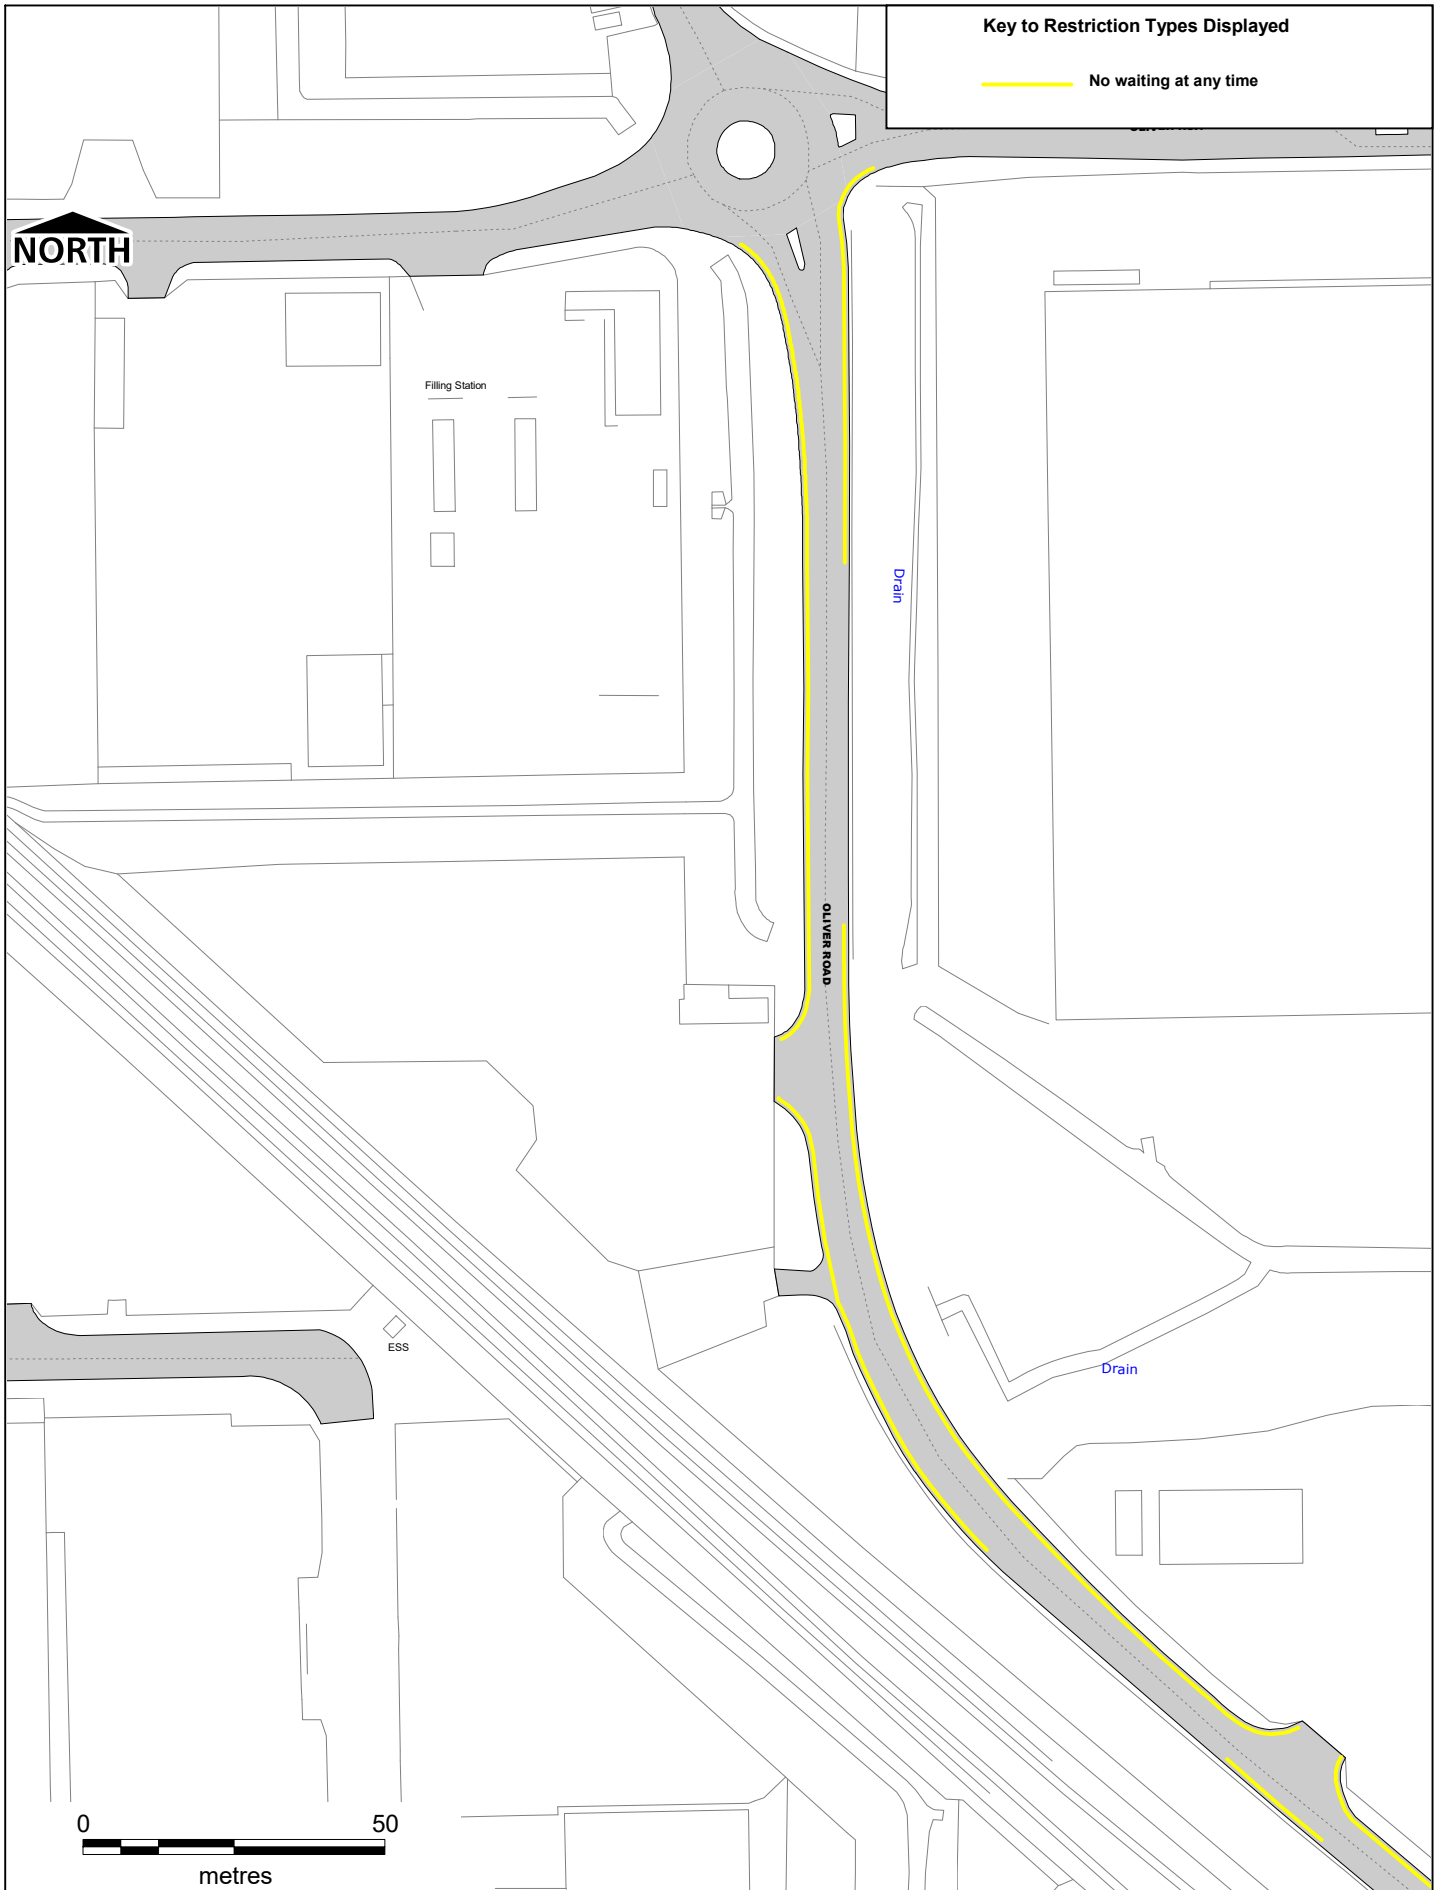 Key to Restriction Types Displayed
No waiting at any time
NORTH
Filling Station
Drain
OLIVER ROAD
ESS
Drain
0 50
metres